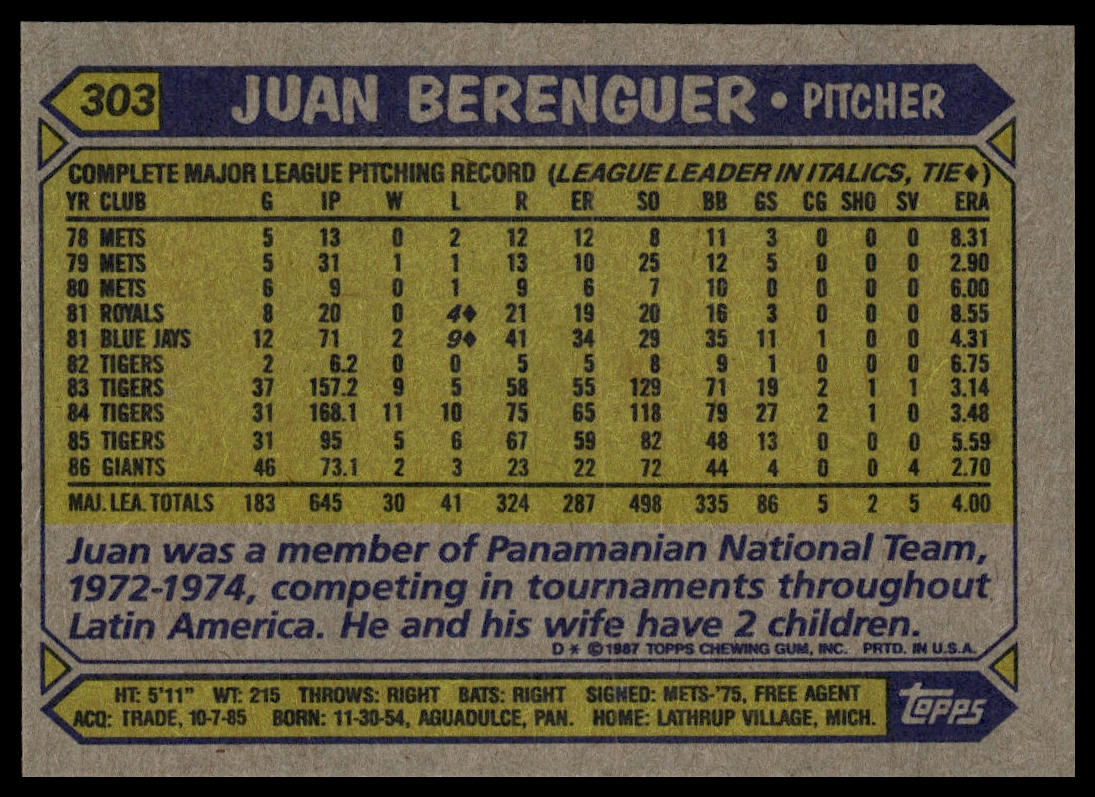 303 JUAN BERENGUER • PITCHER
COMPLETE MAJOR LEAGUE PITCHING RECORD (LEAGUE LEADER IN ITALICS, TIE♦)
YR CLUB G IP W L R ER SO BB GS CG SHO SV ERA
78 METS 5 13 0 2 12 12 8 11 3 0 0 0 8.31
79 METS 5 31 1 1 13 10 25 12 5 0 0 0 2.90
80 METS 6 9 0 1 9 6 7 10 0 0 0 0 6.00
81 ROYALS 8 20 0 4♦ 21 19 20 16 3 0 0 0 8.55
81 BLUE JAYS 12 71 2 9♦ 41 34 29 35 11 1 0 0 4.31
82 TIGERS 2 6.2 0 0 5 5 8 9 1 0 0 0 6.75
83 TIGERS 37 157.2 9 5 58 55 129 71 19 2 1 1 3.14
84 TIGERS 31 168.1 11 10 75 65 118 79 27 2 1 0 3.48
85 TIGERS 31 95 5 6 67 59 82 48 13 0 0 0 5.59
86 GIANTS 46 73.1 2 3 23 22 72 44 4 0 0 4 2.70
MAJ. LEA. TOTALS 183 645 30 41 324 287 498 335 86 5 2 5 4.00
Juan was a member of Panamanian National Team,
1972-1974, competing in tournaments throughout
Latin America. He and his wife have 2 children.
D * ©1987 TOPPS CHEWING GUM, INC. PRTD. IN U.S.A.
HT: 5'11" WT: 215 THROWS: RIGHT BATS: RIGHT SIGNED: METS-'75, FREE AGENT
ACQ: TRADE, 10-7-85 BORN: 11-30-54, AGUADULCE, PAN. HOME: LATHRUP VILLAGE, MICH.
topps